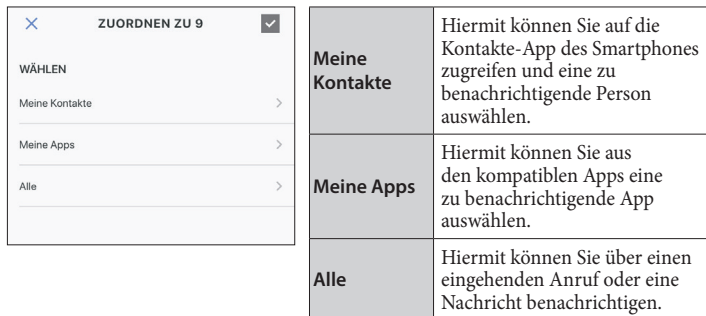 ZUORDNEN ZU 9
WÄHLEN
Meine Kontakte
Meine Apps
Alle
Meine
Kontakte
Hiermit können Sie auf die
Kontakte-App des Smartphones
zugreifen und eine zu
benachrichtigende Person
auswählen.
Meine Apps
Hiermit können Sie aus
den kompatiblen Apps eine
zu benachrichtigende App
auswählen.
Alle
Hiermit können Sie über einen
eingehenden Anruf oder eine
Nachricht benachrichtigen.